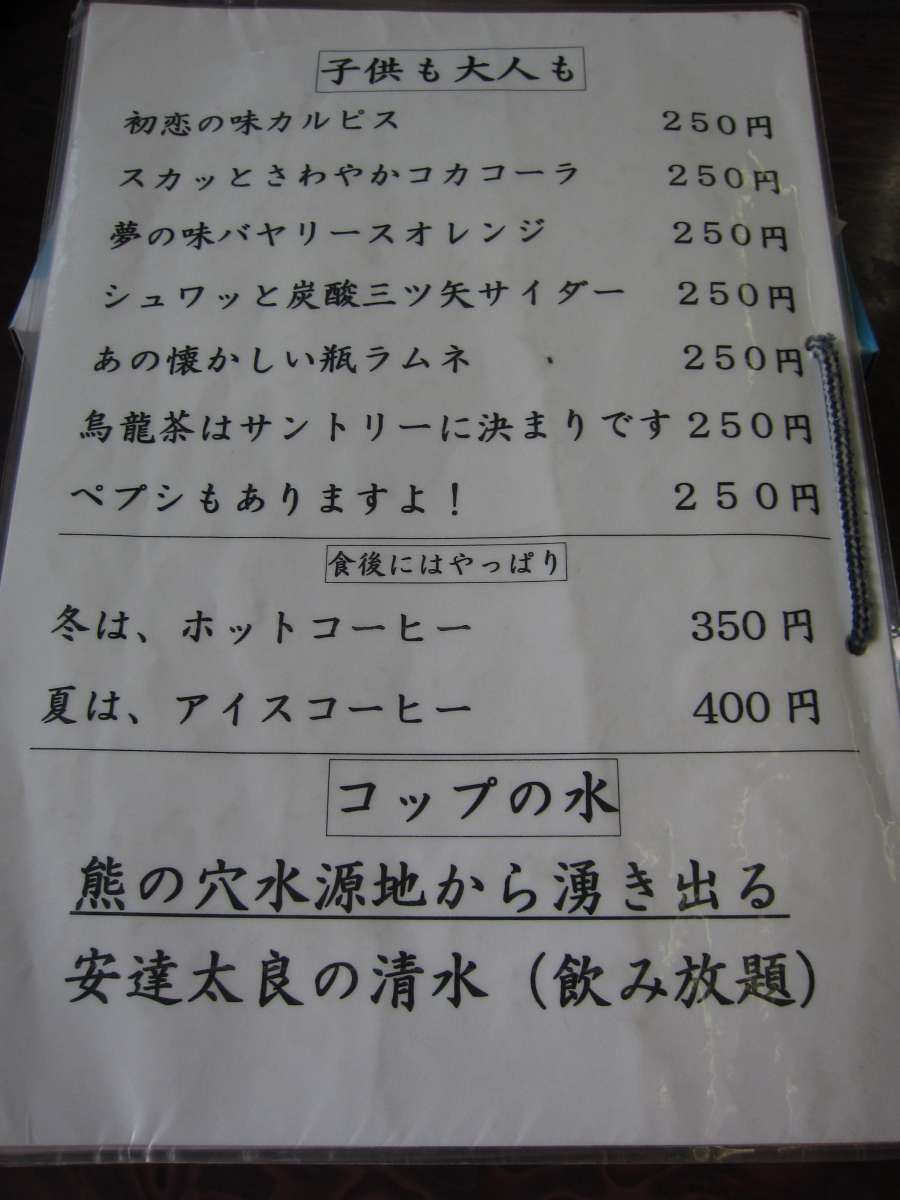 子供も大人も
初恋の味カルピス 250円
スカッとさわやかコカコーラ 250円
夢の味バヤリースオレンジ 250円
シュワッと炭酸三ツ矢サイダー 250円
あの懐かしい瓶ラムネ 250円
烏龍茶はサントリーに決まりです 250円
ペプシもありますよ! 250円
食後にはやっぱり
冬は、ホットコーヒー 350円
夏は、アイスコーヒー 400円
コップの水
熊の穴水源地から湧き出る
安達太良の清水(飲み放題)